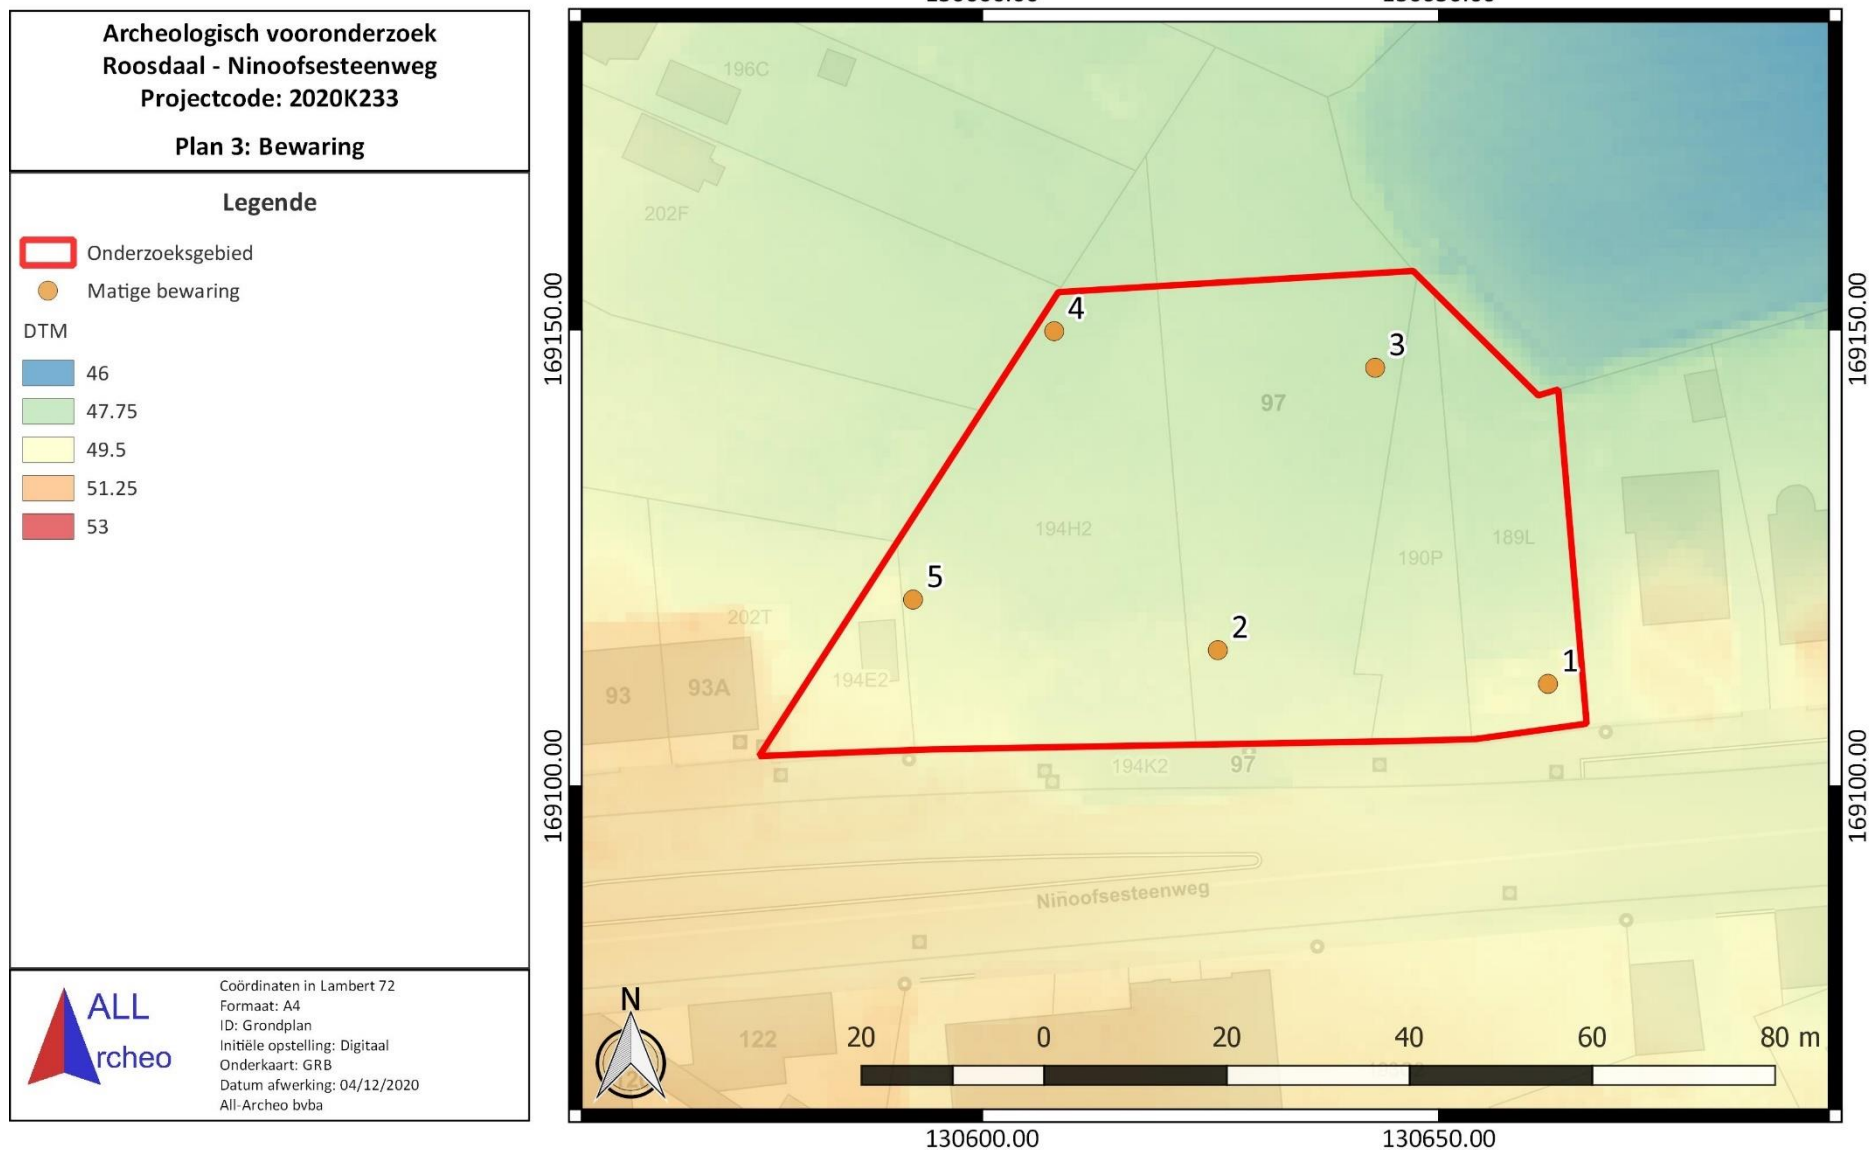 Archeologisch vooronderzoek
Roosdaal - Ninoofsesteenweg
Projectcode: 2020K233
Plan 3: Bewaring
Legende
Onderzoeksgebied
Matige bewaring
DTM
46
47.75
49.5
51.25
53
ALL
rcheo
Coördinaten in Lambert 72
Formaat: A4
ID: Grondplan
Initiële opstelling: Digitaal
Onderkaart: GRB
Datum afwerking: 04/12/2020
All-Archeo bvba
130600.00
130650.00
169150.00
169150.00
196C
202F
4
3
97
194H2
189L
190P
5
202T
2
1
93
93A
194E2
194K2
97
169100.00
169100.00
Ninoofsesteenweg
N
122
20
0
20
40
60
80 m
130600.00
130650.00